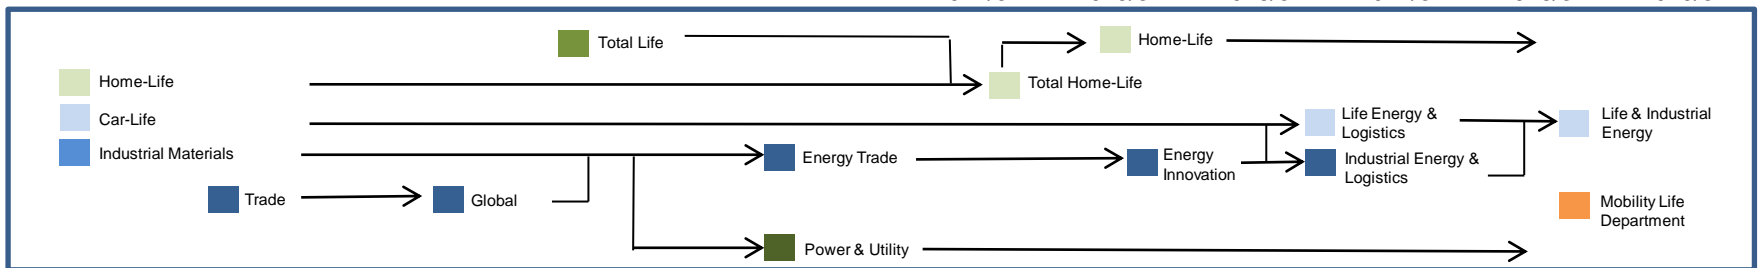 Total Life
Home-Life
Home-Life
Total Home-Life
Car-Life
Life Energy &
Logistics
Life & Industrial
Energy
Industrial Materials
Energy Trade
Energy
Innovation
Industrial Energy &
Logistics
Trade
Global
Mobility Life
Department
Power & Utility